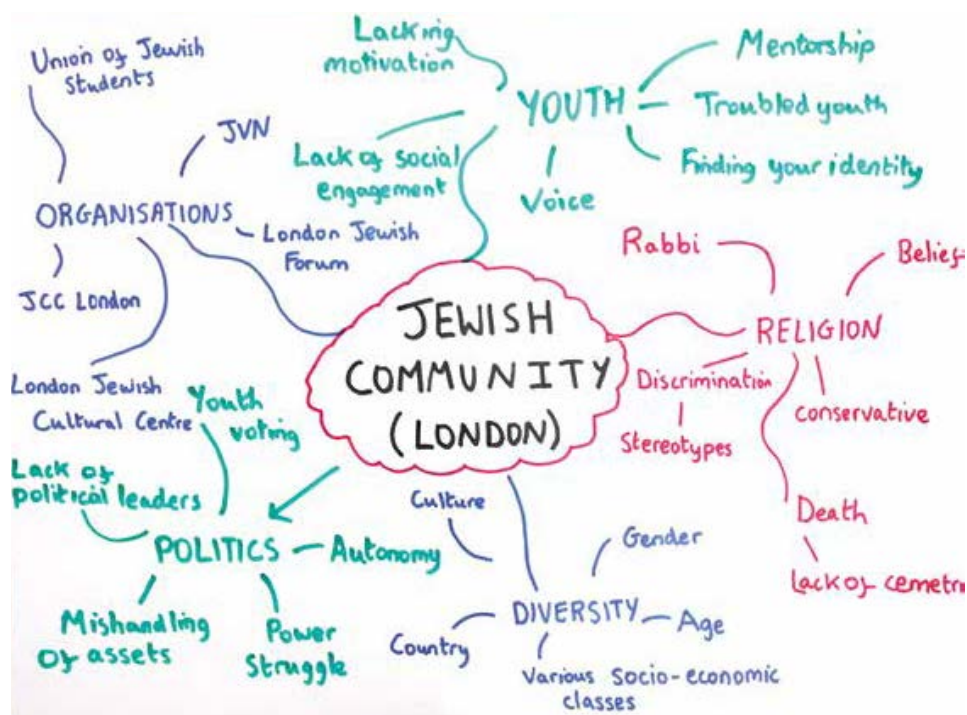 Union of Jewish
Students
JVN
ORGANISATIONS
London Jewish
Forum
JCC London
London Jewish
Cultural Centre
Lacking
motivation
YOUTH
Mentorship
Troubled youth
Finding your identity
Lack of social
engagement
Voice
JEWISH
COMMUNITY
(LONDON)
Rabbi
Belief
RELIGION
Discrimination
Stereotypes
Conservative
Death
Lack of
Youth
voting
Lack of
political leaders
POLITICS
Autonomy
Mishandling
of assets
Power
Struggle
Culture
Gender
DIVERSITY
Age
Country
Various Socio-economic
classes